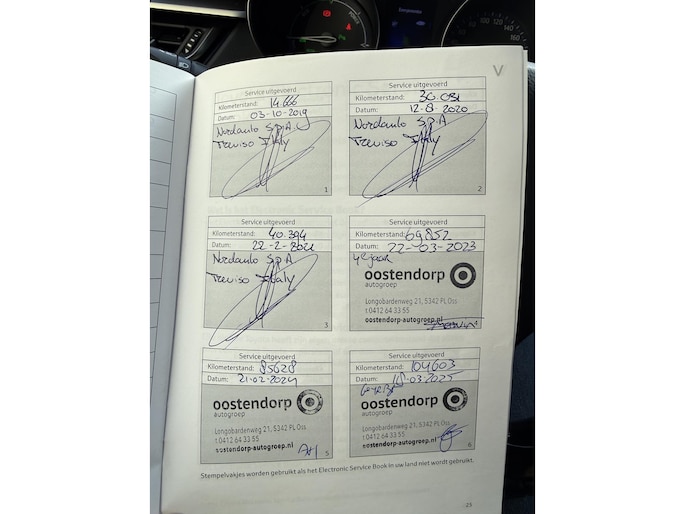 V
Service uitgevoerd
Kilometerstand: 14.666
Datum: 03-10-2019
Nordauto S.p.A
Treviso Italy
1
Service uitgevoerd
Kilometerstand: 30.081
Datum: 12-8-2020
Nordauto S.p.A
Treviso Italy
2
Service uitgevoerd
Kilometerstand: 40.394
Datum: 22-2-2021
Nordauto S.p.A
Treviso Italy
3
Service uitgevoerd
Kilometerstand: 69852
Datum: 22-03-2023
jaar
oostendorp
autogroep
Longobardenweg 21, 5342 PL Oss
t 0412 64 33 55
oostendorp-autogroep.nl
Service uitgevoerd
Kilometerstand: 85628
Datum: 21-02-2024
oostendorp
autogroep
Longobardenweg 21, 5342 PL Oss
t 0412 64 33 55
oostendorp-autogroep.nl
5
Service uitgevoerd
Kilometerstand: 104603
Datum: 03-2025
oostendorp
autogroep
Longobardenweg 21, 5342 PL Oss
t 0412 64 33 55
oostendorp-autogroep.nl
6
Stempelvakjes worden gebruikt als het Electronic Service Book in uw land niet wordt gebruikt.
25